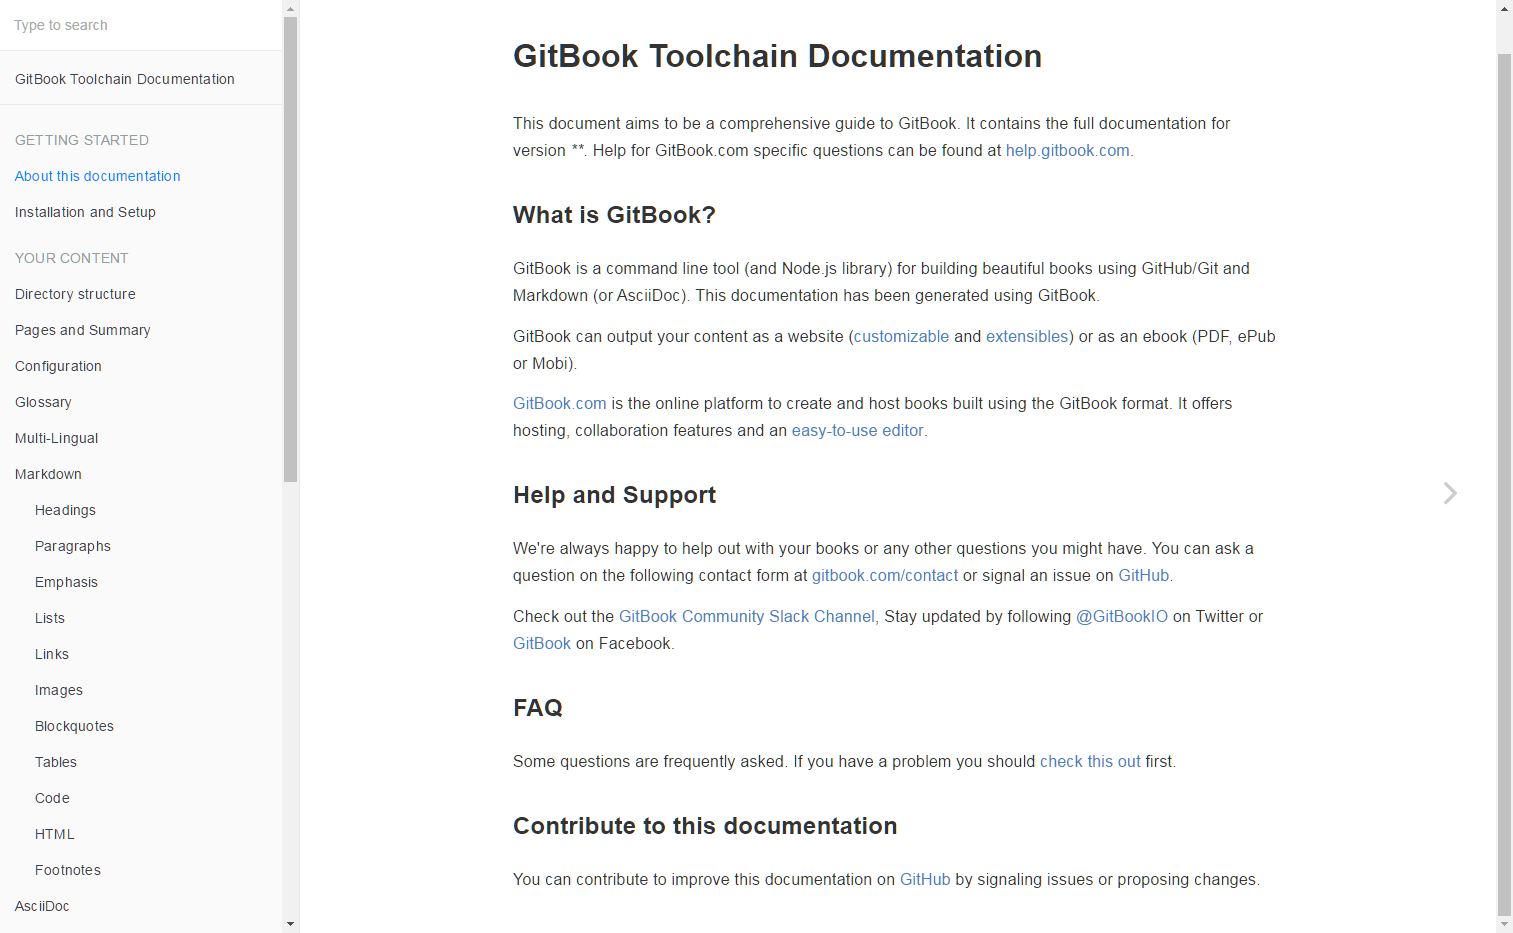 Type to search
GitBook Toolchain Documentation
GETTING STARTED
About this documentation
Installation and Setup
YOUR CONTENT
Directory structure
Pages and Summary
Configuration
Glossary
Multi-Lingual
Markdown
Headings
Paragraphs
Emphasis
Lists
Links
Images
Blockquotes
Tables
Code
HTML
Footnotes
AsciiDoc
GitBook Toolchain Documentation
This document aims to be a comprehensive guide to GitBook. It contains the full documentation for
version **. Help for GitBook.com specific questions can be found at help.gitbook.com.
What is GitBook?
GitBook is a command line tool (and Node.js library) for building beautiful books using GitHub/Git and
Markdown (or AsciiDoc). This documentation has been generated using GitBook.
GitBook can output your content as a website (customizable and extensibles) or as an ebook (PDF, ePub
or Mobi).
GitBook.com is the online platform to create and host books built using the GitBook format. It offers
hosting, collaboration features and an easy-to-use editor.
Help and Support
We're always happy to help out with your books or any other questions you might have. You can ask a
question on the following contact form at gitbook.com/contact or signal an issue on GitHub.
Check out the GitBook Community Slack Channel, Stay updated by following @GitBookIO on Twitter or
GitBook on Facebook.
FAQ
Some questions are frequently asked. If you have a problem you should check this out first.
Contribute to this documentation
You can contribute to improve this documentation on GitHub by signaling issues or proposing changes.